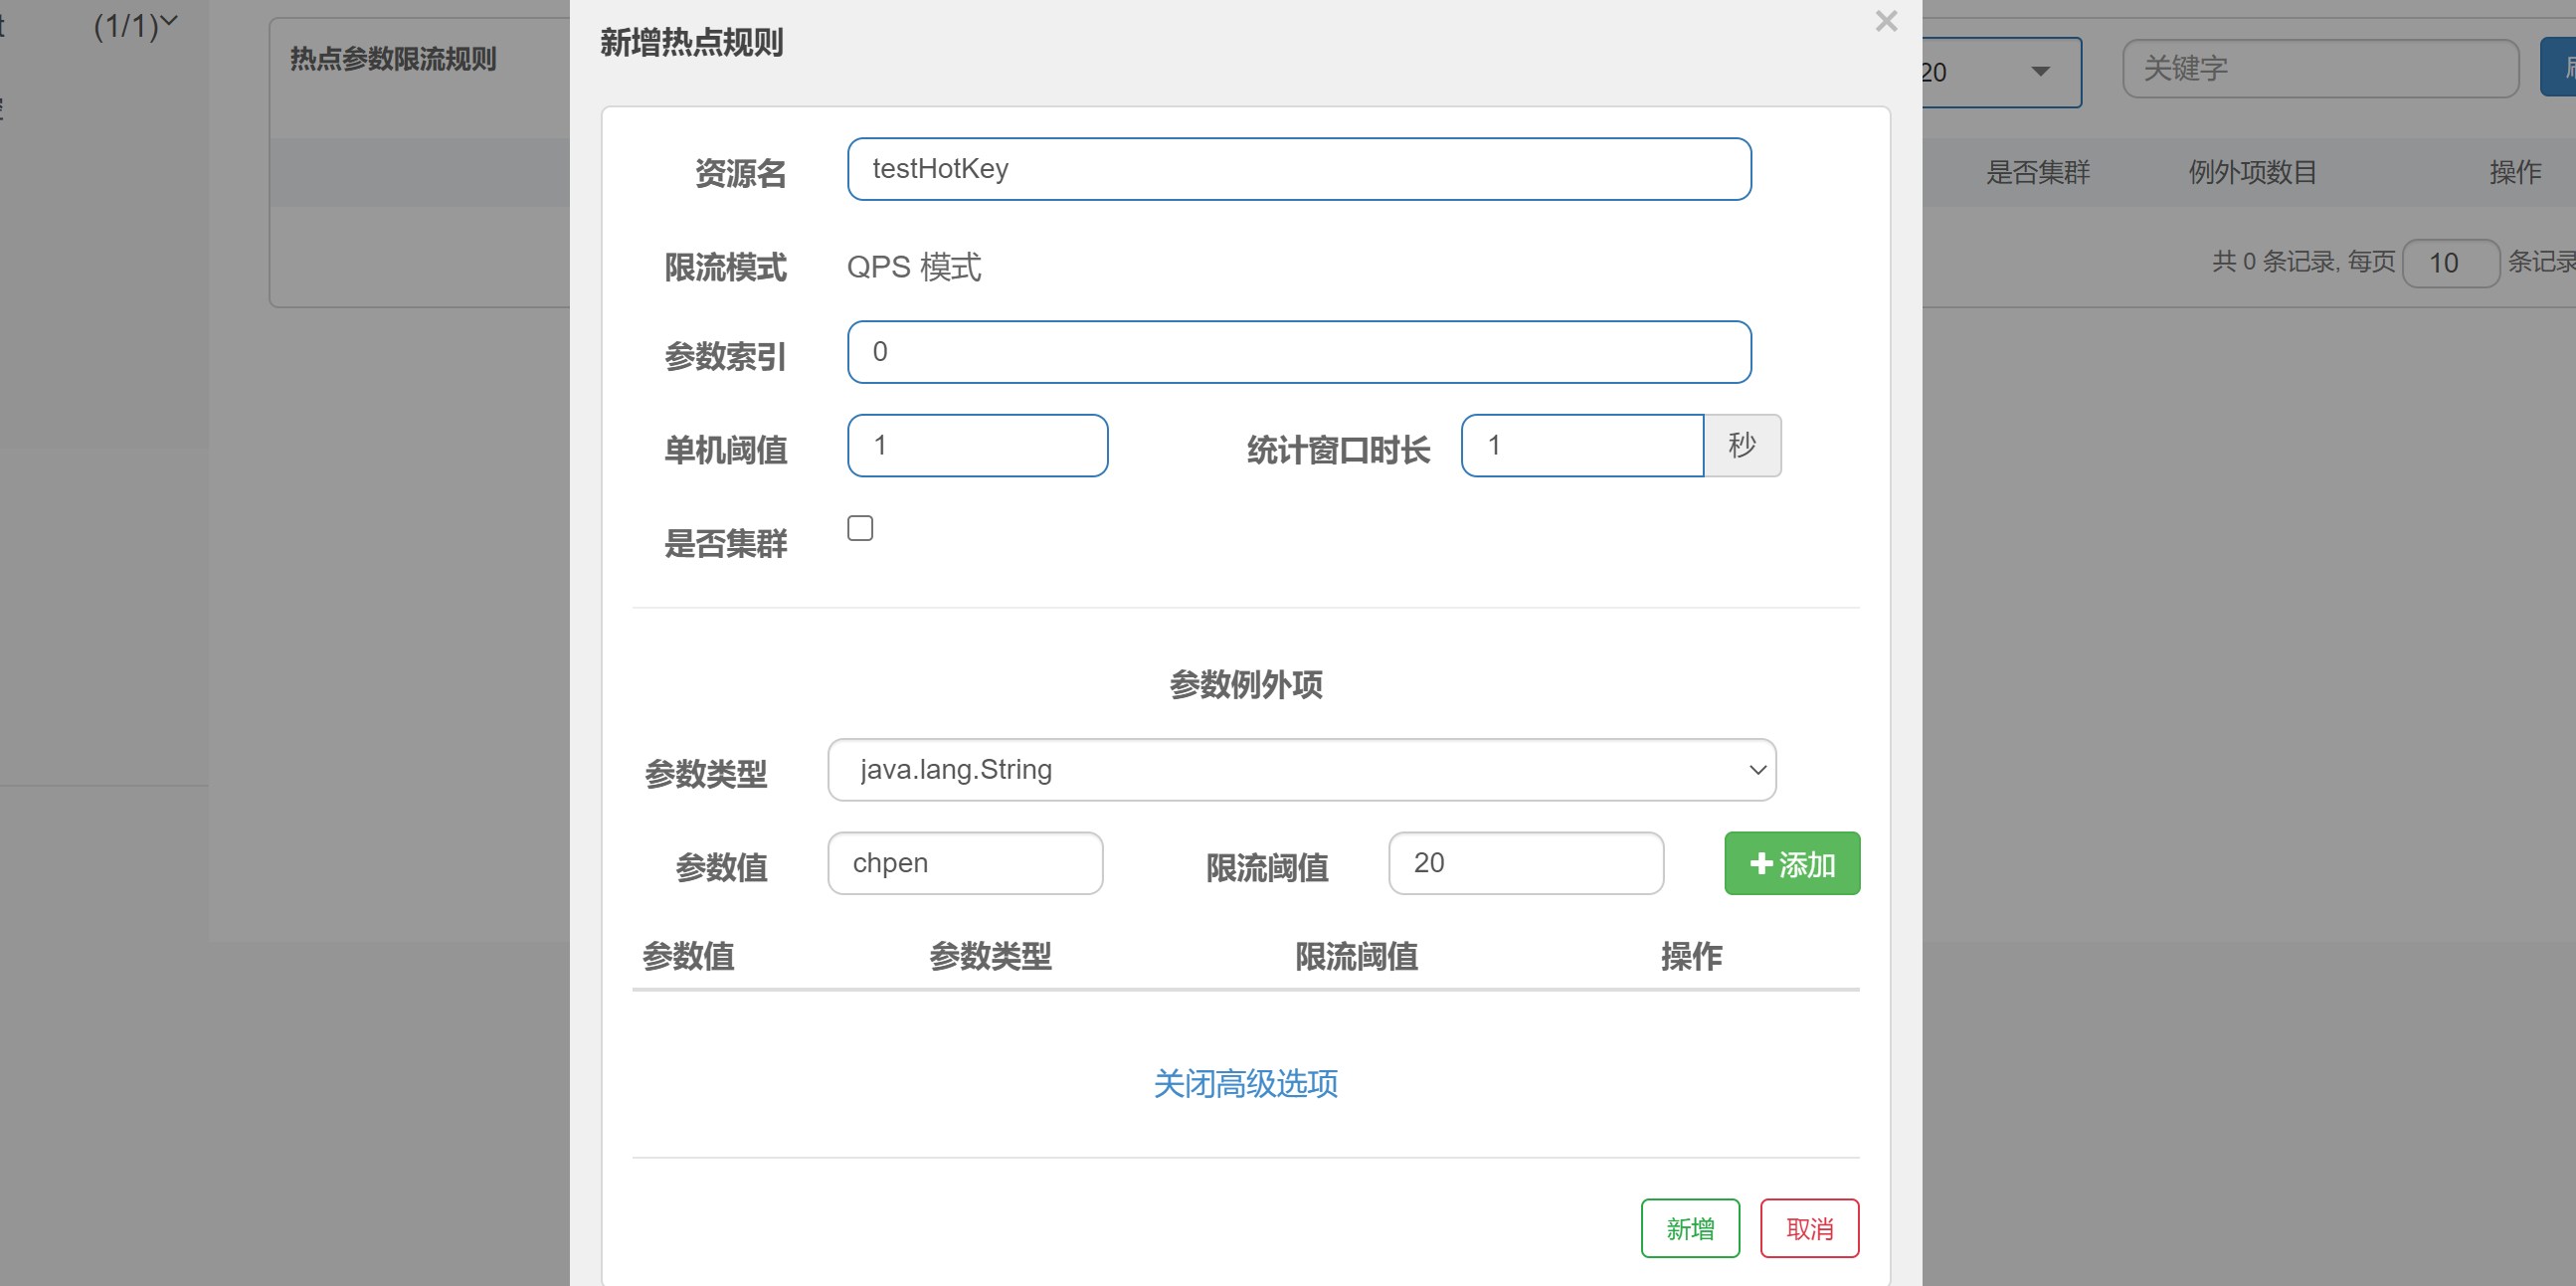 (1/1)
热点参数限流规则
20
关键字
是否集群 例外项数目 操作
共 0 条记录, 每页 10 条记录
新增热点规则
×
资源名 testHotKey
限流模式 QPS 模式
参数索引 0
单机阈值 1 统计窗口时长 1 秒
是否集群
参数例外项
参数类型 java.lang.String
参数值 chpen 限流阈值 20 添加
参数值 参数类型 限流阈值 操作
关闭高级选项
新增 取消